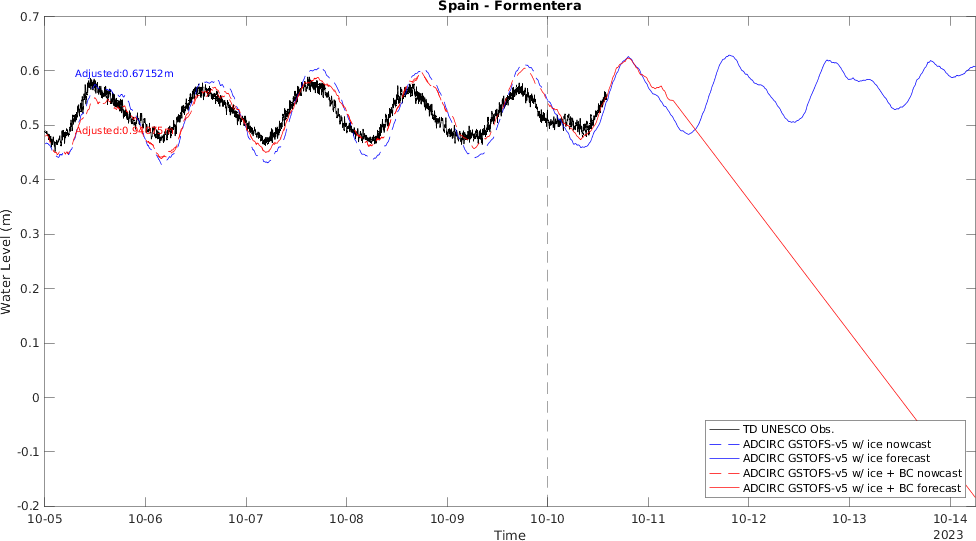 Spain - Formentera
0.7
0.6
0.5
0.4
0.3
0.2
0.1
0
-0.1
-0.2
Water Level (m)
Adjusted:0.67152m
TD UNESCO Obs.
ADCIRC GSTOFS-v5 w/ ice nowcast
ADCIRC GSTOFS-v5 w/ ice forecast
ADCIRC GSTOFS-v5 w/ ice + BC nowcast
ADCIRC GSTOFS-v5 w/ ice + BC forecast
10-05 10-06 10-07 10-08 10-09 10-10 10-11 10-12 10-13 10-14
Time
2023